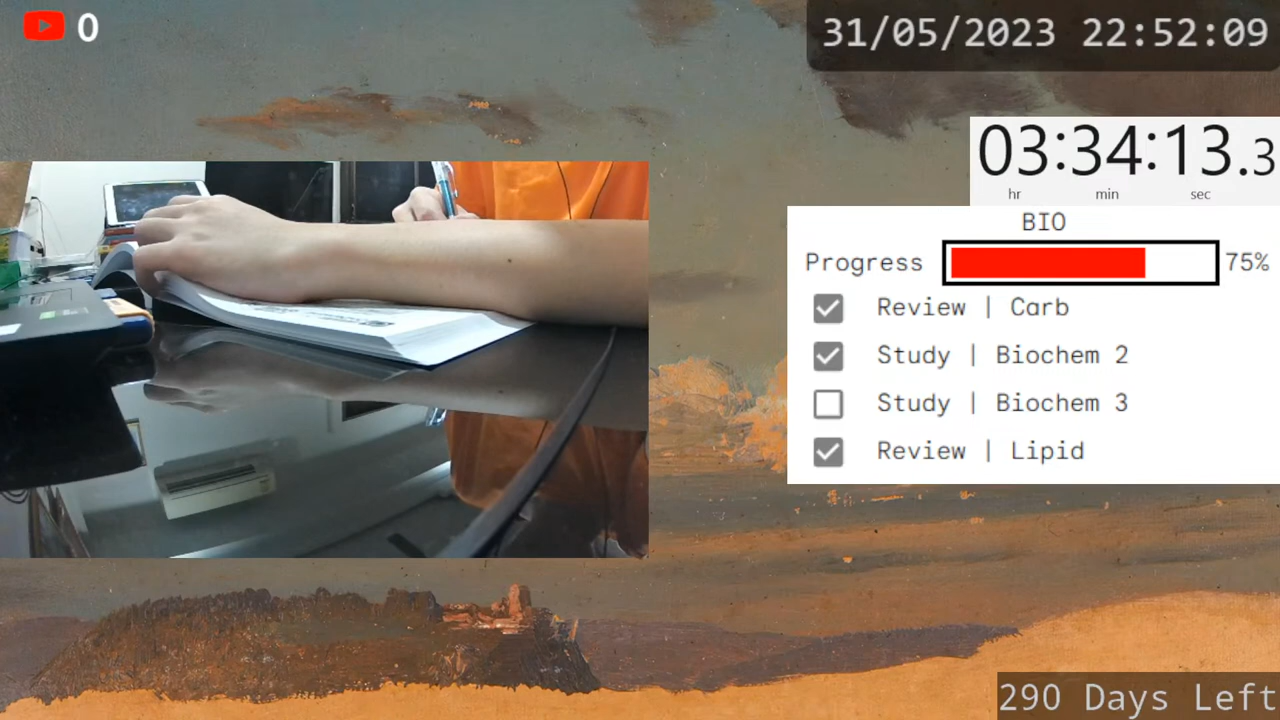 0
31/05/2023 22:52:09
03:34:13.3
hr min sec
BIO
Progress 75%
Review | Carb
Study | Biochem 2
Study | Biochem 3
Review | Lipid
290 Days Left